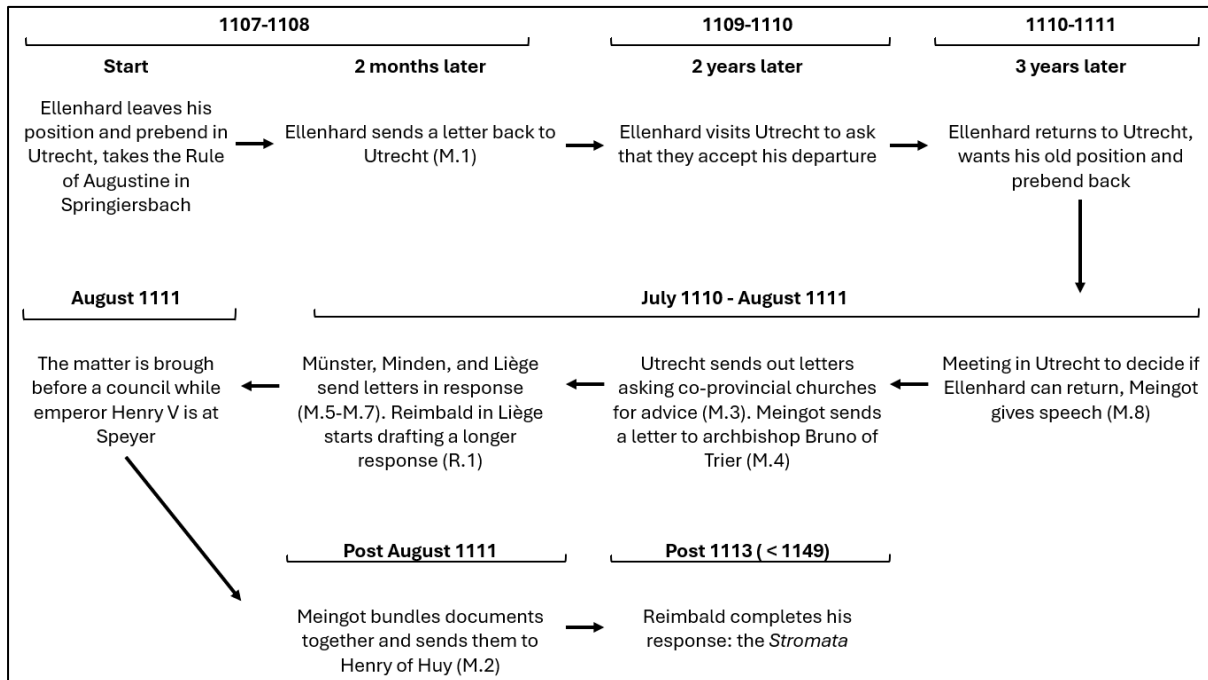 1107-1108
1109-1110
1110-1111
Start
2 months later
2 years later
3 years later
Ellenhard leaves his
position and prebend in
Utrecht, takes the Rule
of Augustine in
Springiersbach
Ellenhard sends a letter back to
Utrecht (M.1)
Ellenhard visits Utrecht to ask
that they accept his departure
Ellenhard returns to Utrecht,
wants his old position and
prebend back
August 1111
July 1110 - August 1111
The matter is brough
before a council while
emperor Henry V is at
Speyer
Münster, Minden, and Liège
send letters in response
(M.5-M.7). Reimbald in Liège
starts drafting a longer
response (R.1)
Utrecht sends out letters
asking co-provincial churches
for advice (M.3). Meingot sends
a letter to archbishop Bruno of
Trier (M.4)
Meeting in Utrecht to decide if
Ellenhard can return, Meingot
gives speech (M.8)
Post August 1111
Post 1113 ( < 1149)
Meingot bundles documents
together and sends them to
Henry of Huy (M.2)
Reimbald completes his
response: the Stromata